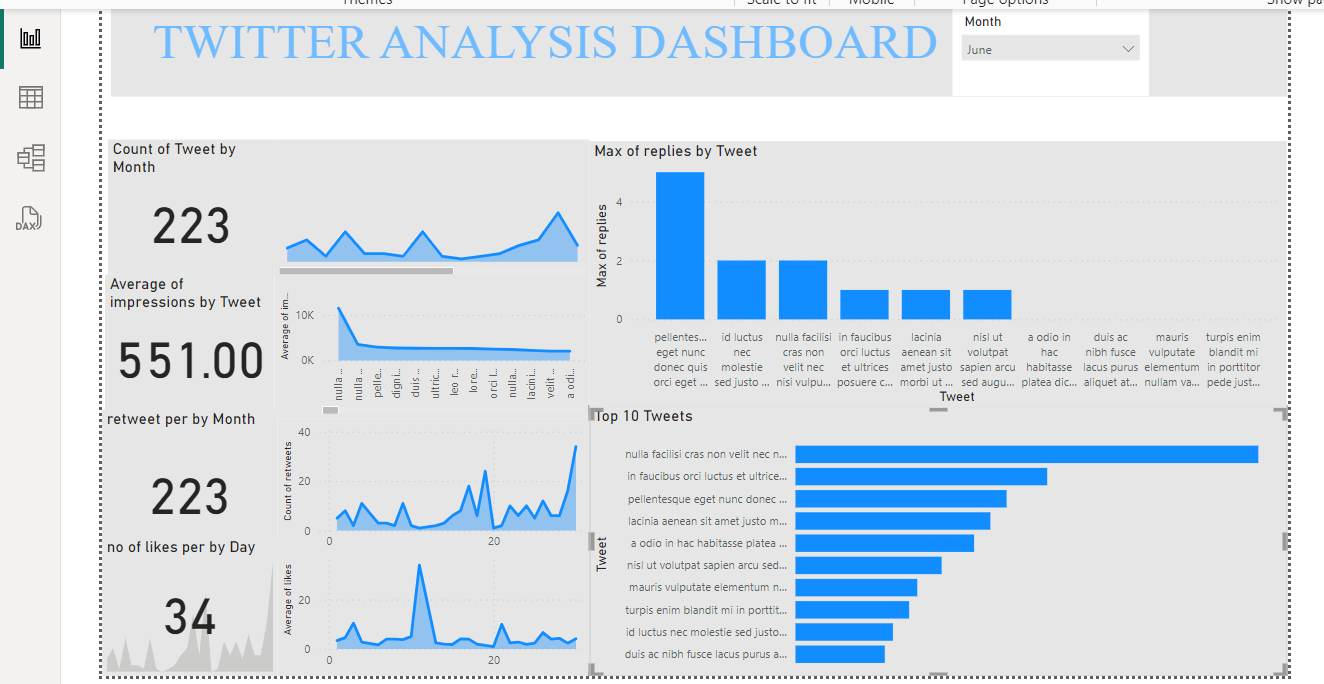 Themes
Scale to fit
Mobile
Page options
Show pa
TWITTER ANALYSIS DASHBOARD
Month
June
DAX
Count of Tweet by
Month
223
Average of
impressions by Tweet
551.00
retweet per by Month
223
no of likes per by Day
34
Average of im...
10K
0K
nulla ...
nulla ...
pelle...
digni...
duis ...
ultric...
leo r...
lore...
orci l...
nulla...
lacini...
velit ...
a odi...
Count of retweets
40
20
0
0
20
Average of likes
20
0
0
20
Max of replies by Tweet
Max of replies
4
2
0
pellentes...
eget nunc
donec quis
orci eget ...
id luctus
nec
molestie
sed justo ...
nulla facilisi
cras non
velit nec
nisi vulpu...
in faucibus
orci luctus
et ultrices
posuere c...
lacinia
aenean sit
amet justo
morbi ut ...
nisl ut
volutpat
sapien arcu
sed augu...
a odio in
hac
habitasse
platea dic...
duis ac
nibh fusce
lacus purus
aliquet at...
mauris
vulputate
elementum
nullam va...
turpis enim
blandit mi
in porttitor
pede just...
Tweet
Top 10 Tweets
Tweet
nulla facilisi cras non velit nec n...
in faucibus orci luctus et ultrice...
pellentesque eget nunc donec ...
lacinia aenean sit amet justo m...
a odio in hac habitasse platea ...
nisl ut volutpat sapien arcu sed...
mauris vulputate elementum n...
turpis enim blandit mi in porttit...
id luctus nec molestie sed justo...
duis ac nibh fusce lacus purus a...